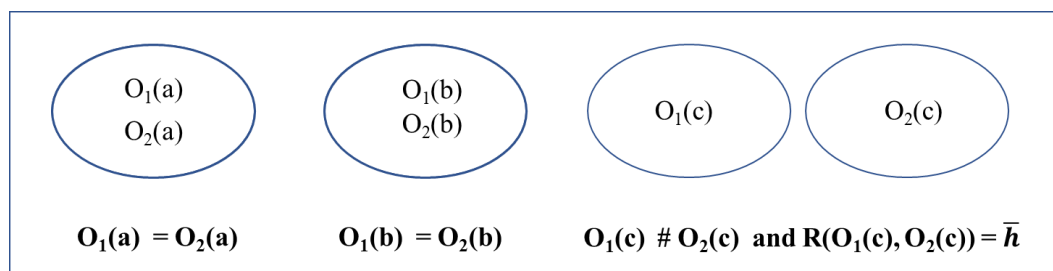 O₁(a)
O₂(a)
O₁(b)
O₂(b)
O₁(c)
O₂(c)
O₁(a) = O₂(a)
O₁(b) = O₂(b)
O₁(c) # O₂(c) and R(O₁(c), O₂(c)) = h̅